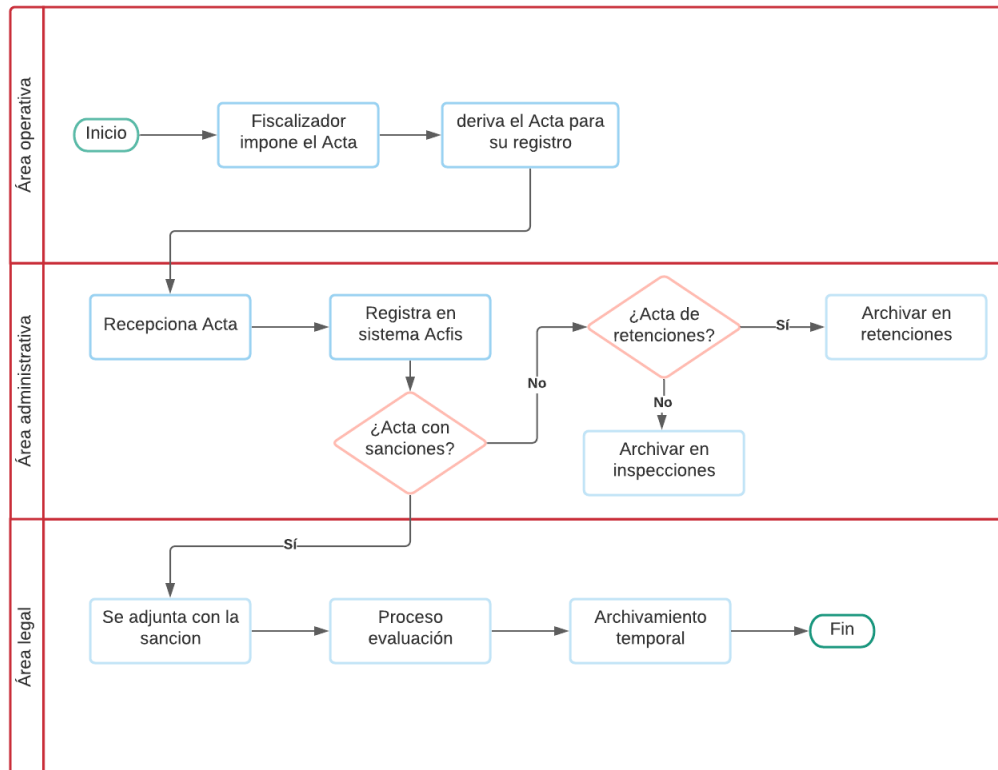 Área operativa
Inicio
Fiscalizador
impone el Acta
deriva el Acta para
su registro
Área administrativa
Recepciona Acta
Registra en
sistema Acfis
¿Acta con
sanciones?
No
¿Acta de
retenciones?
Sí
Archivar en
retenciones
No
Archivar en
inspecciones
Área legal
Sí
Se adjunta con la
sancion
Proceso
evaluación
Archivamiento
temporal
Fin